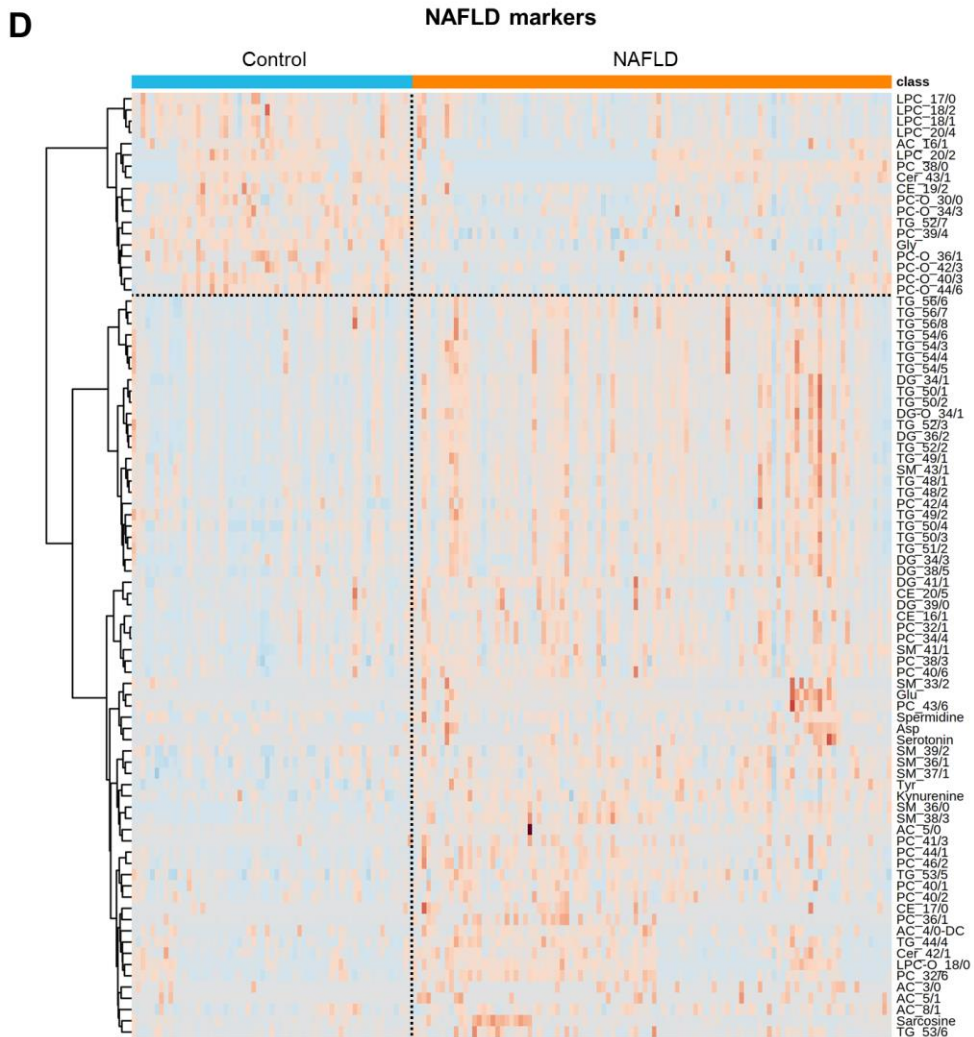 D
NAFLD markers
Control NAFLD
class
LPC_17/0
LPC_18/2
LPC_18/1
LPC_20/4
AC_16/1
LPC_20/2
PC_38/0
Cer_43/1
CE_19/2
PC-O_30/0
PC-O_34/3
TG_52/7
PC_39/4
Gly
PC-O_36/1
PC-O_42/3
PC-O_40/3
PC-O_44/6
TG_56/6
TG_56/7
TG_56/8
TG_54/6
TG_54/3
TG_54/4
TG_54/5
DG_34/1
TG_50/1
TG_50/2
DG-O_34/1
TG_52/3
DG_36/2
TG_52/2
TG_49/1
SM_43/1
TG_48/1
TG_48/2
PC_42/4
TG_49/2
TG_50/4
TG_50/3
TG_51/2
DG_34/3
DG_38/5
DG_41/1
CE_20/5
DG_39/0
CE_16/1
PC_32/1
PC_34/4
SM_41/1
PC_38/3
PC_40/6
SM_33/2
Glu
PC_43/6
Spermidine
Asp
Serotonin
SM_39/2
SM_36/1
SM_37/1
Tyr
Kynurenine
SM_36/0
SM_38/3
AC_5/0
PC_41/3
PC_44/1
PC_46/2
TG_53/5
PC_40/1
PC_40/2
CE_17/0
PC_36/1
AC_4/0-DC
TG_44/4
Cer_42/1
LPC-O_18/0
PC_32/6
AC_3/0
AC_5/1
AC_8/1
Sarcosine
TG_53/6